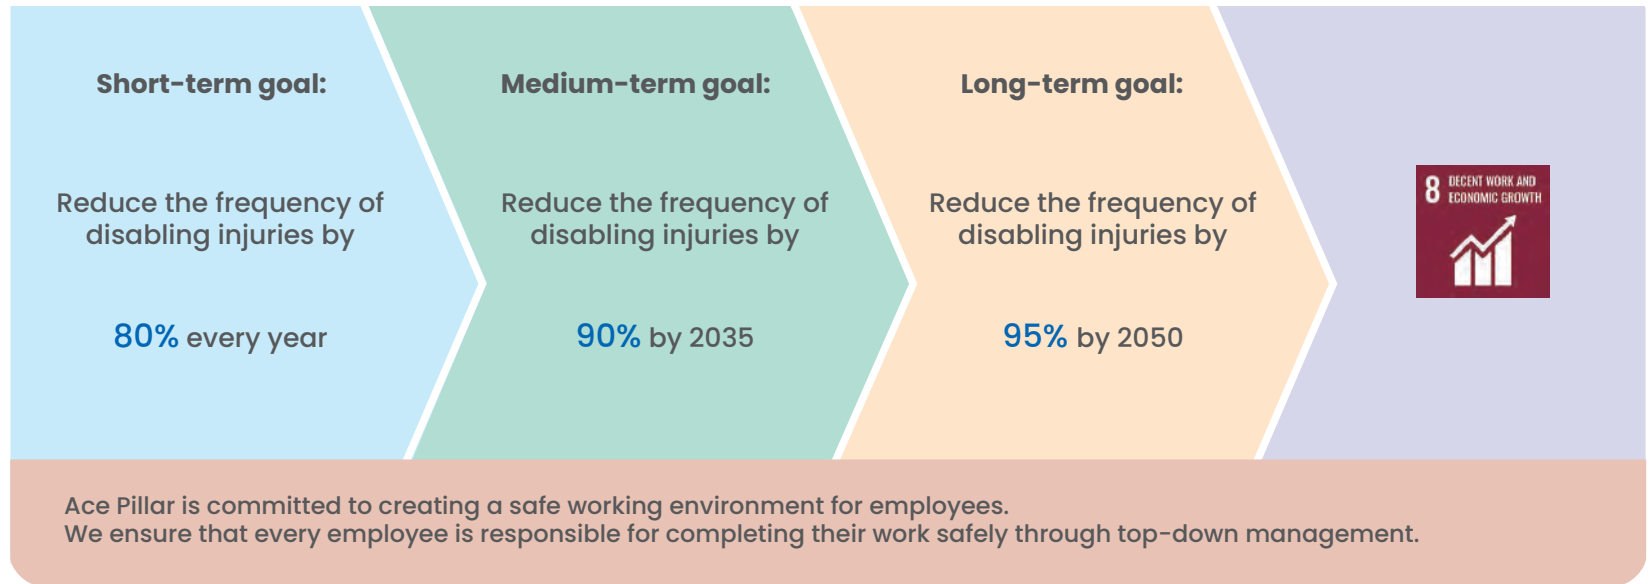 Short-term goal:
Reduce the frequency of
disabling injuries by
80% every year
Medium-term goal:
Reduce the frequency of
disabling injuries by
90% by 2035
Long-term goal:
Reduce the frequency of
disabling injuries by
95% by 2050
8 DECENT WORK AND
ECONOMIC GROWTH
Ace Pillar is committed to creating a safe working environment for employees.
We ensure that every employee is responsible for completing their work safely through top-down management.